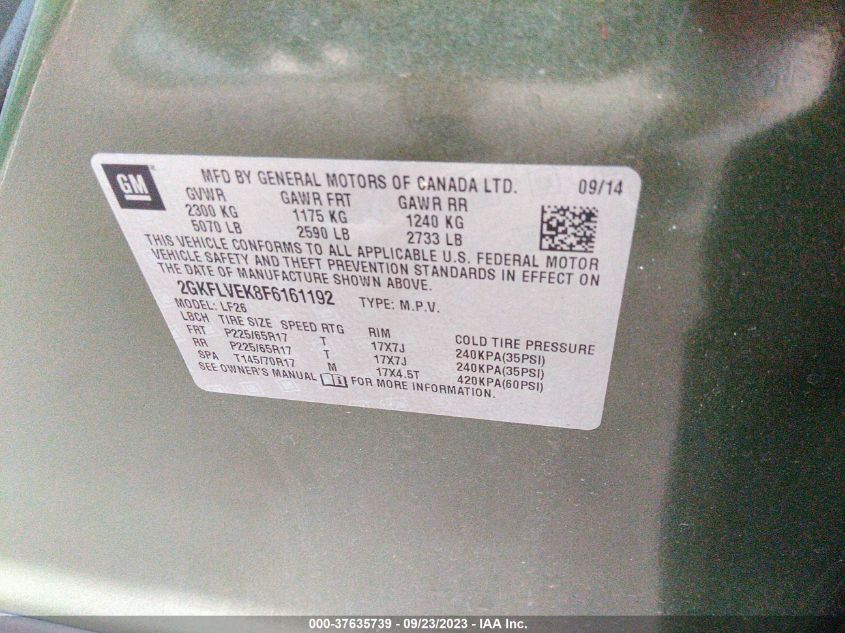 GM MFD BY GENERAL MOTORS OF CANADA LTD. 09/14
GVWR GAWR FRT GAWR RR
2300 KG 1175 KG 1240 KG
5070 LB 2590 LB 2733 LB
THIS VEHICLE CONFORMS TO ALL APPLICABLE U.S. FEDERAL MOTOR
VEHICLE SAFETY AND THEFT PREVENTION STANDARDS IN EFFECT ON
THE DATE OF MANUFACTURE SHOWN ABOVE.
2GKFLVEK8F6161192 TYPE: M.P.V.
MODEL: LF26
LBCH TIRE SIZE SPEED RTG RIM COLD TIRE PRESSURE
FRT P225/65R17 T 17X7J 240KPA(35PSI)
RR P225/65R17 T 17X7J 240KPA(35PSI)
SPA T145/70R17 M 17X4.5T 420KPA(60PSI)
SEE OWNER'S MANUAL FOR MORE INFORMATION.
000-37635739 - 09/23/2023 - IAA Inc.